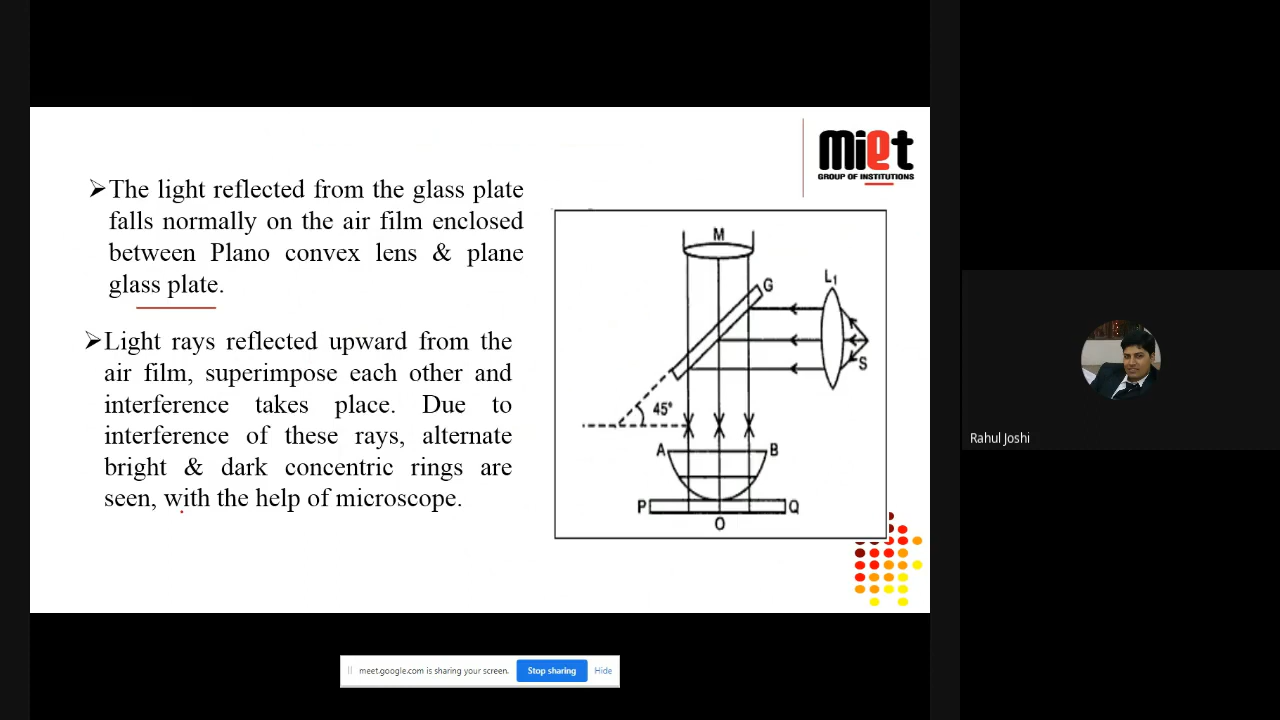 miet
GROUP OF INSTITUTIONS
➢The light reflected from the glass plate
falls normally on the air film enclosed
between Plano convex lens & plane
glass plate.
➢Light rays reflected upward from the
air film, superimpose each other and
interference takes place. Due to
interference of these rays, alternate
bright & dark concentric rings are
seen, with the help of microscope.
M
G
L1
S
45°
A
B
P
Q
O
Rahul Joshi
meet.google.com is sharing your screen.
Stop sharing
Hide